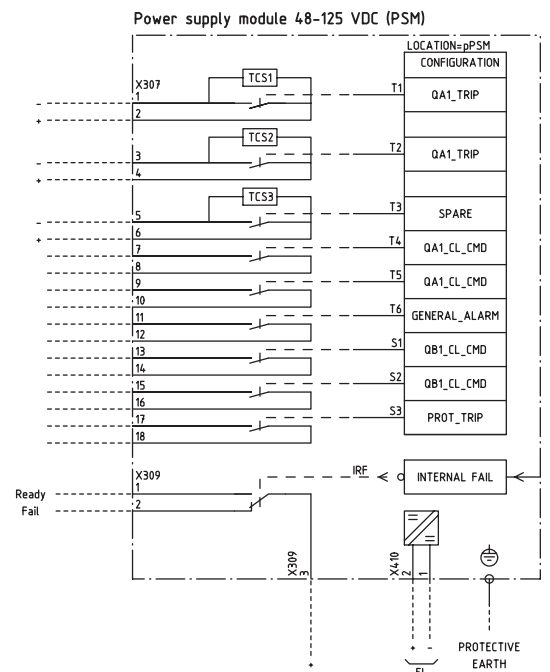 Power supply module 48-125 VDC (PSM)
LOCATION=pPSM
CONFIGURATION
X307
TCS1
T1
QA1_TRIP
1
-
2
+
TCS2
T2
QA1_TRIP
3
-
4
+
TCS3
T3
SPARE
5
-
6
+
7
T4
QA1_CL_CMD
8
9
T5
QA1_CL_CMD
10
11
T6
GENERAL_ALARM
12
13
S1
QB1_CL_CMD
14
15
S2
QB1_CL_CMD
16
17
S3
PROT_TRIP
18
X309
IRF
INTERNAL FAIL
Ready
1
Fail
2
X309
3
X410
2
1
+
+ -
PROTECTIVE
EARTH